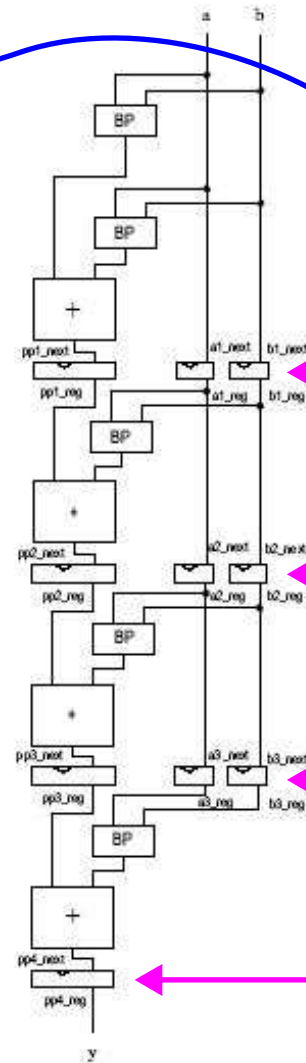 a b
BP
BP
+
pp1_next a1_next b1_next
pp1_reg a1_reg b1_reg
BP
pp2_next a2_next b2_next
pp2_reg a2_reg b2_reg
BP
pp3_next a3_next b3_next
pp3_reg a3_reg b3_reg
BP
+
pp4_next
pp4_reg
y